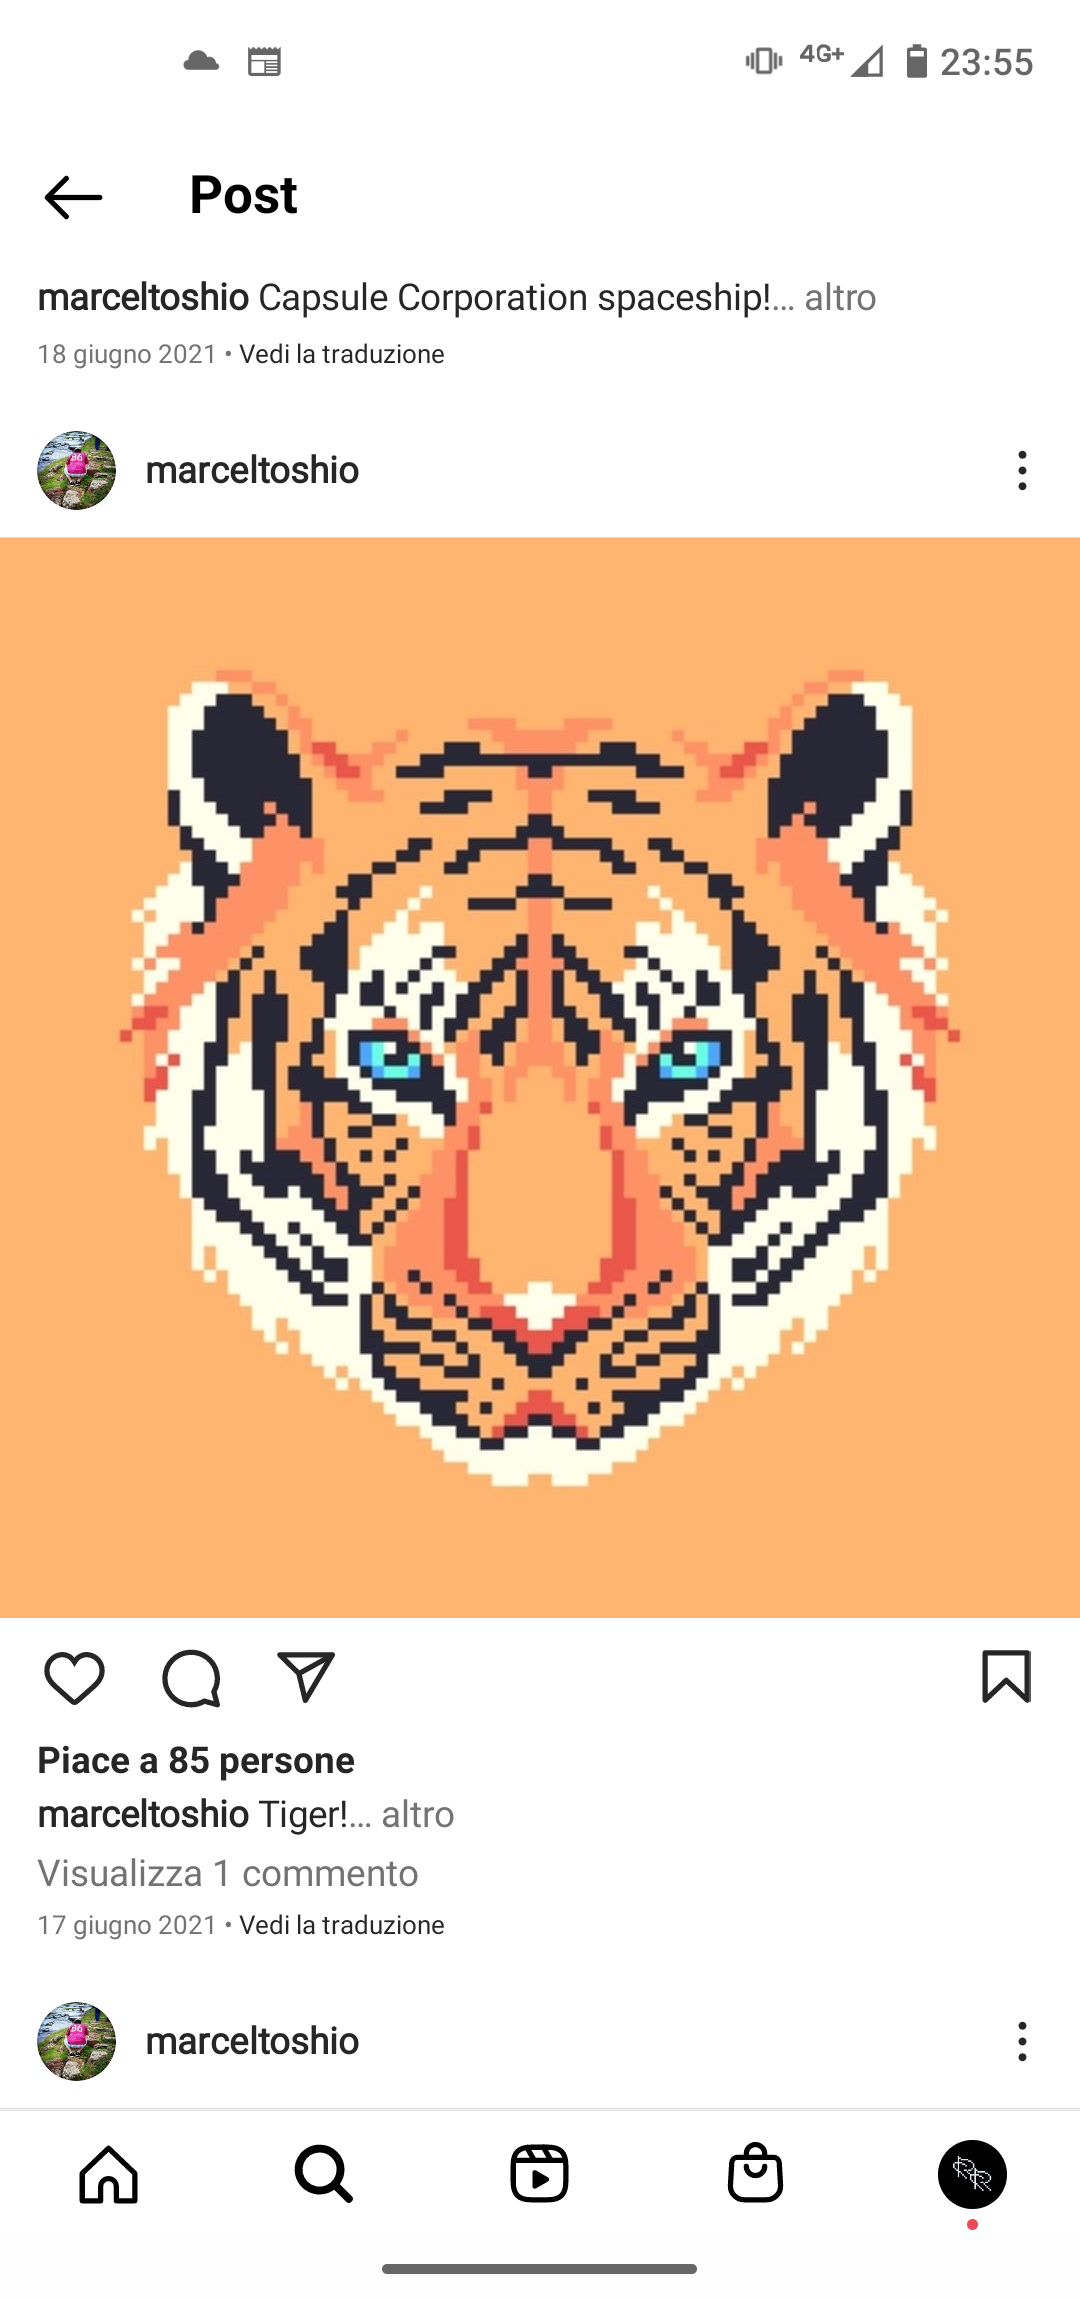 4G+ 23:55
Post
marceltoshio Capsule Corporation spaceship!... altro
18 giugno 2021 • Vedi la traduzione
marceltoshio
Piace a 85 persone
marceltoshio Tiger!... altro
Visualizza 1 commento
17 giugno 2021 • Vedi la traduzione
marceltoshio